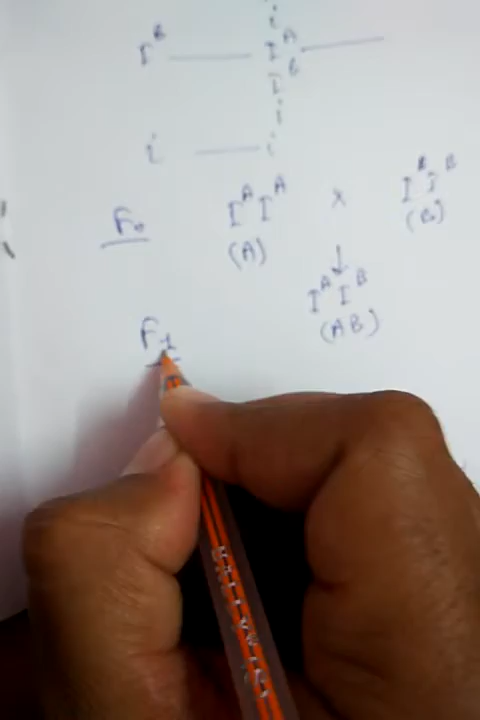 i
I^B I^A
I^B
i
i i
F₀ I^A I^A x I^B I^B
(A) (B)
↓
I^A I^B
(AB)
F₁